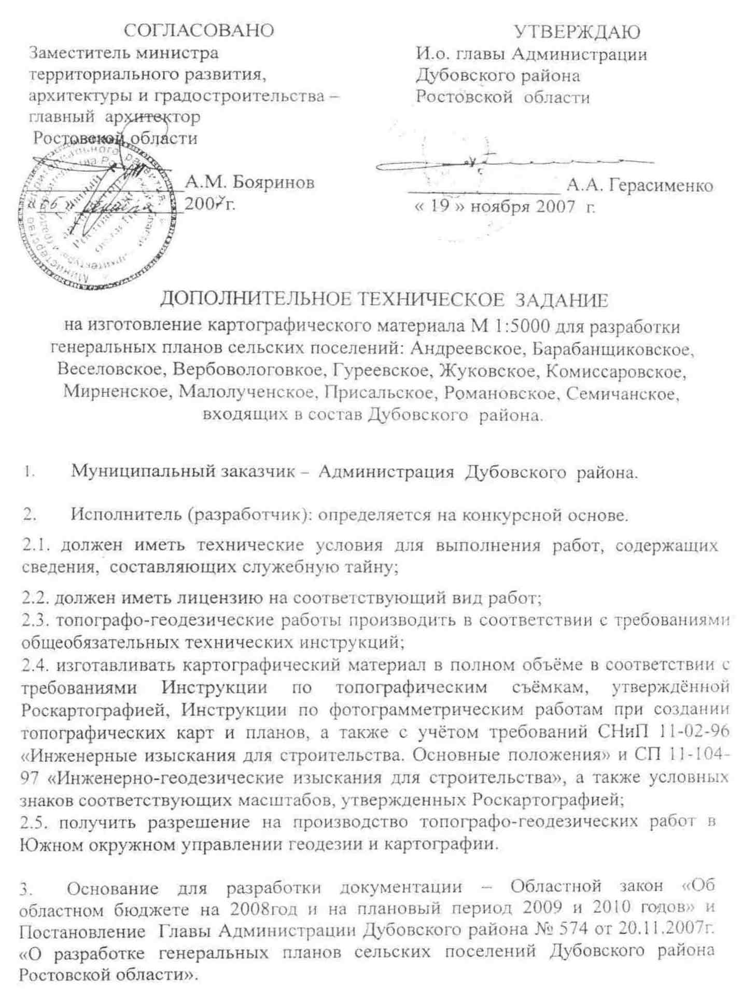 СОГЛАСОВАНО
Заместитель министра
территориального развития,
архитектуры и градостроительства –
главный архитектор
Ростовской области
А.М. Бояринов
«06» декабря 2007г.
УТВЕРЖДАЮ
И.о. главы Администрации
Дубовского района
Ростовской области
А.А. Герасименко
« 19 » ноября 2007 г.
ДОПОЛНИТЕЛЬНОЕ ТЕХНИЧЕСКОЕ ЗАДАНИЕ
на изготовление картографического материала М 1:5000 для разработки
генеральных планов сельских поселений: Андреевское, Барабанщиковское,
Веселовское, Вербовологовкое, Гуреевское, Жуковское, Комиссаровское,
Мирненское, Малолученское, Присальское, Романовское, Семичанское,
входящих в состав Дубовского района.
1. Муниципальный заказчик – Администрация Дубовского района.
2. Исполнитель (разработчик): определяется на конкурсной основе.
2.1. должен иметь технические условия для выполнения работ, содержащих
сведения, составляющих служебную тайну;
2.2. должен иметь лицензию на соответствующий вид работ;
2.3. топографо-геодезические работы производить в соответствии с требованиями
общеобязательных технических инструкций;
2.4. изготавливать картографический материал в полном объёме в соответствии с
требованиями Инструкции по топографическим съёмкам, утверждённой
Роскартографией, Инструкции по фотограмметрическим работам при создании
топографических карт и планов, а также с учётом требований СНиП 11-02-96
«Инженерные изыскания для строительства. Основные положения» и СП 11-104-
97 «Инженерно-геодезические изыскания для строительства», а также условных
знаков соответствующих масштабов, утвержденных Роскартографией;
2.5. получить разрешение на производство топографо-геодезических работ в
Южном окружном управлении геодезии и картографии.
3. Основание для разработки документации – Областной закон «Об
областном бюджете на 2008год и на плановый период 2009 и 2010 годов» и
Постановление Главы Администрации Дубовского района № 574 от 20.11.2007г.
«О разработке генеральных планов сельских поселений Дубовского района
Ростовской области».